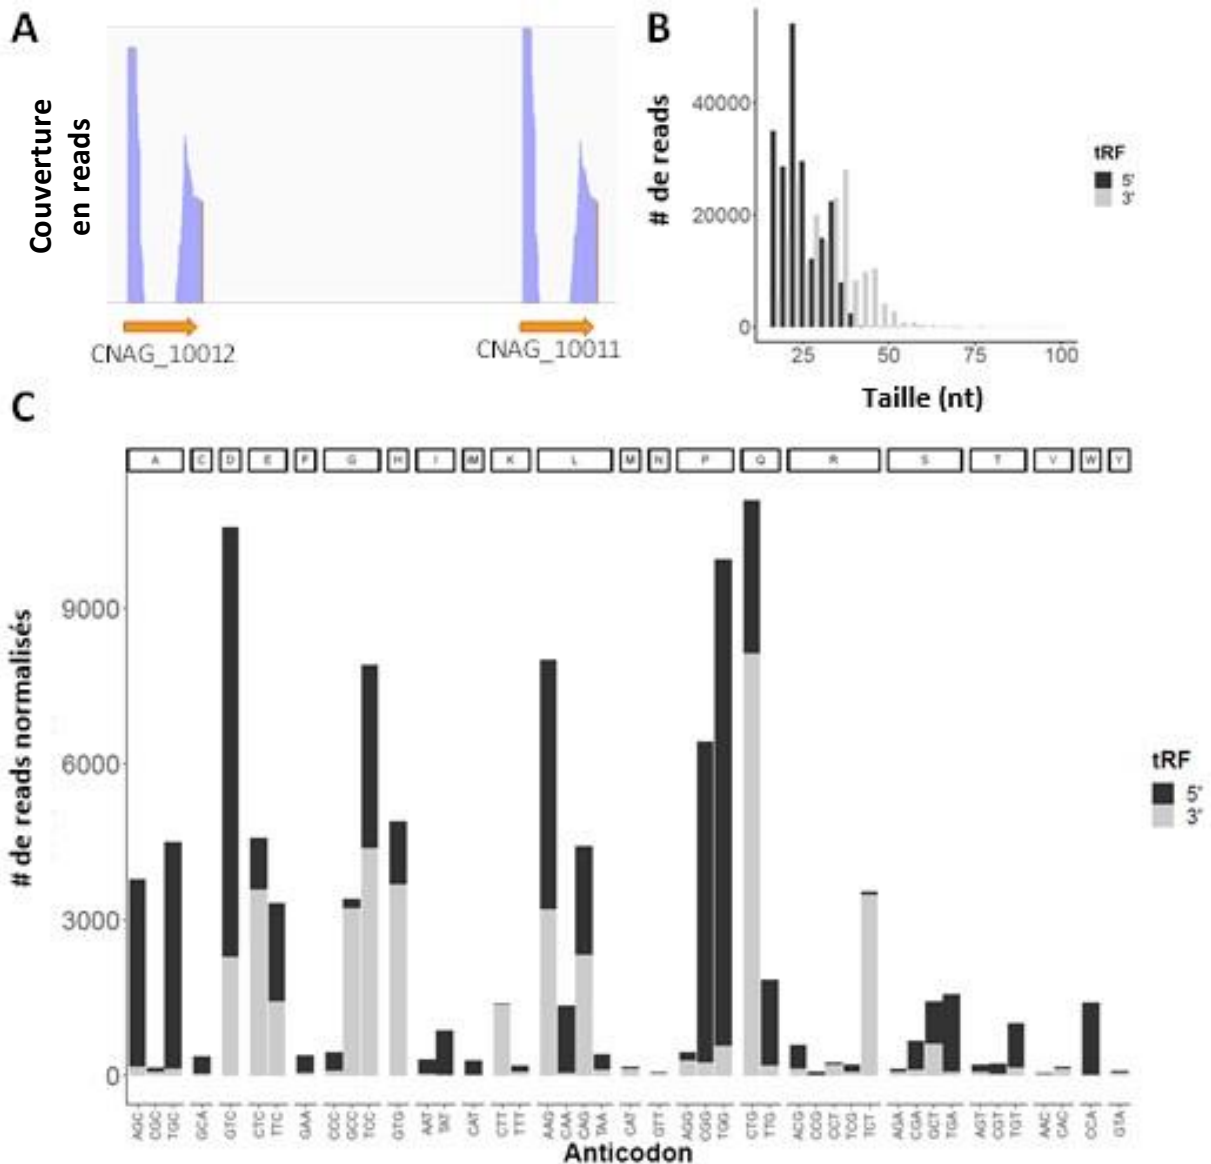 A
Couverture
en reads
CNAG_10012
CNAG_10011
B
# de reads
40000
20000
0
25
50
75
100
Taille (nt)
tRF
5'
3'
C
A C D E F G H I iM K L M N P Q R S T V W Y
# de reads normalisés
9000
6000
3000
0
AGC CGC TGC GCA GTC CTC TTC GAA CCC GCC TCC GTG AAT TAT CAT CTT TTT AAG CAA CAG TAA CAT GTT AGG CGG TGG CTG TTG ACG CCG CCT TCG TCT AGA CGA GCT TGA AGT CGT TGT AAC CAC CCA GTA
Anticodon
tRF
5'
3'